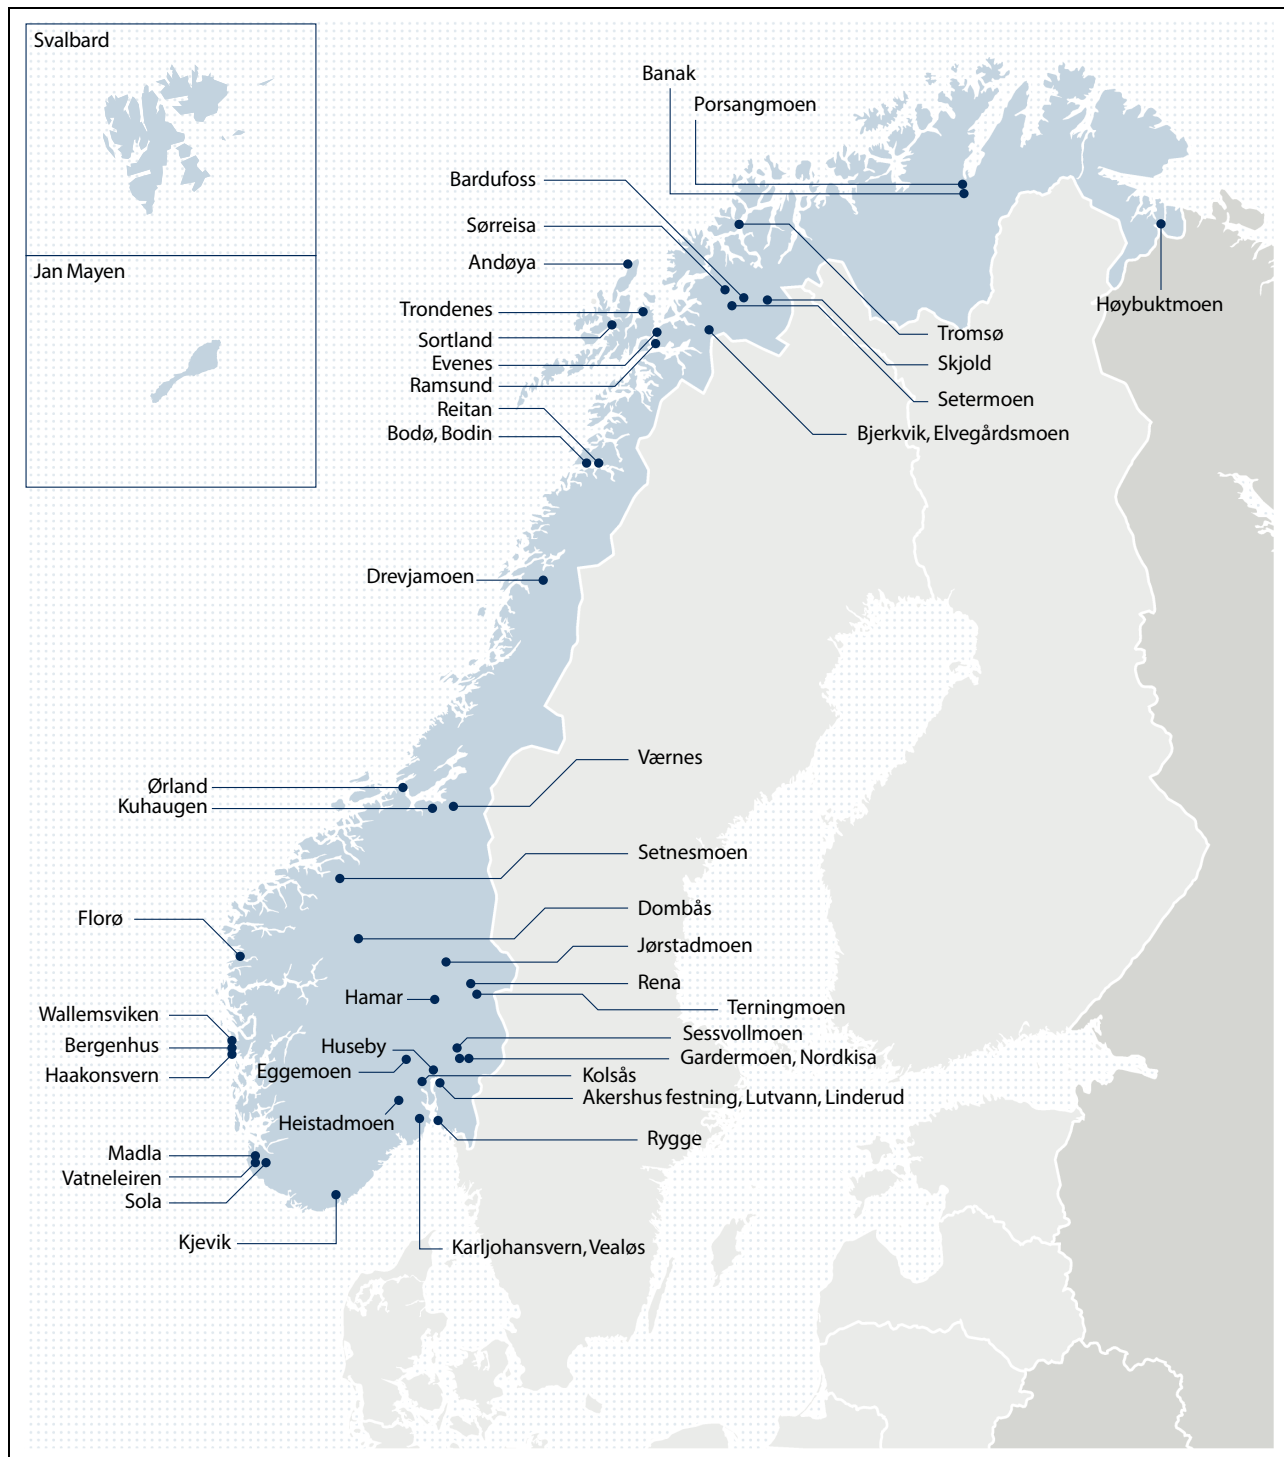 Svalbard
Jan Mayen
Banak
Porsangmoen
Bardufoss
Sørreisa
Andøya
Trondenes
Sortland
Evenes
Ramsund
Reitan
Bodø, Bodin
Høybuktmoen
Tromsø
Skjold
Setermoen
Bjerkvik, Elvegårdsmoen
Drevjamoen
Værnes
Ørland
Kuhaugen
Setnesmoen
Dombås
Florø
Jørstadmoen
Rena
Hamar
Terningmoen
Wallemsviken
Bergenhus
Haakonsvern
Sessvollmoen
Huseby
Gardermoen, Nordkisa
Eggemoen
Kolsås
Akershus festning, Lutvann, Linderud
Heistadmoen
Rygge
Madla
Vatneleiren
Sola
Kjevik
Karljohansvern, Vealøs